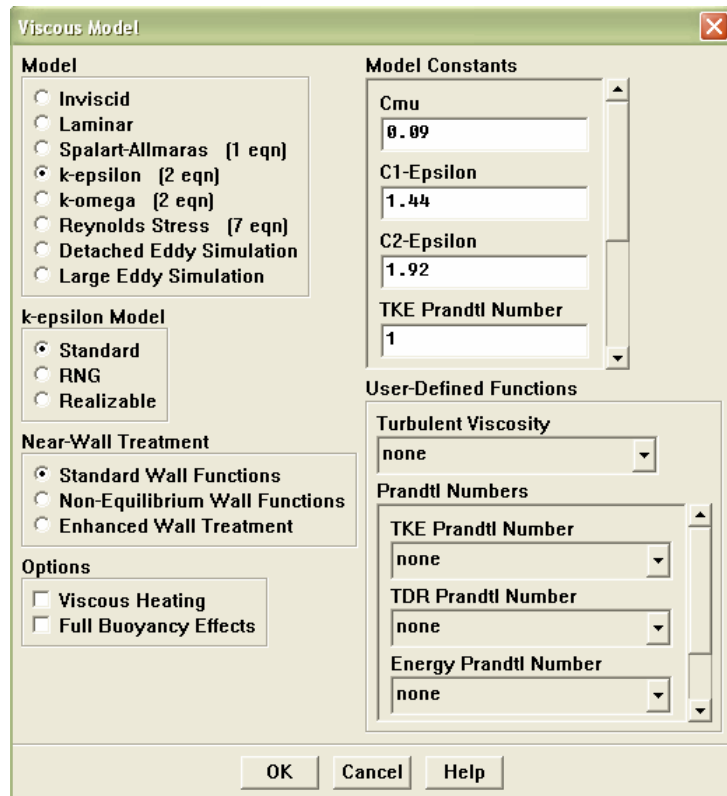 Viscous Model
Model
Inviscid
Laminar
Spalart-Allmaras (1 eqn)
k-epsilon (2 eqn)
k-omega (2 eqn)
Reynolds Stress (7 eqn)
Detached Eddy Simulation
Large Eddy Simulation
k-epsilon Model
Standard
RNG
Realizable
Near-Wall Treatment
Standard Wall Functions
Non-Equilibrium Wall Functions
Enhanced Wall Treatment
Options
Viscous Heating
Full Buoyancy Effects
Model Constants
Cmu
0.09
C1-Epsilon
1.44
C2-Epsilon
1.92
TKE Prandtl Number
1
User-Defined Functions
Turbulent Viscosity
none
Prandtl Numbers
TKE Prandtl Number
none
TDR Prandtl Number
none
Energy Prandtl Number
none
OK
Cancel
Help